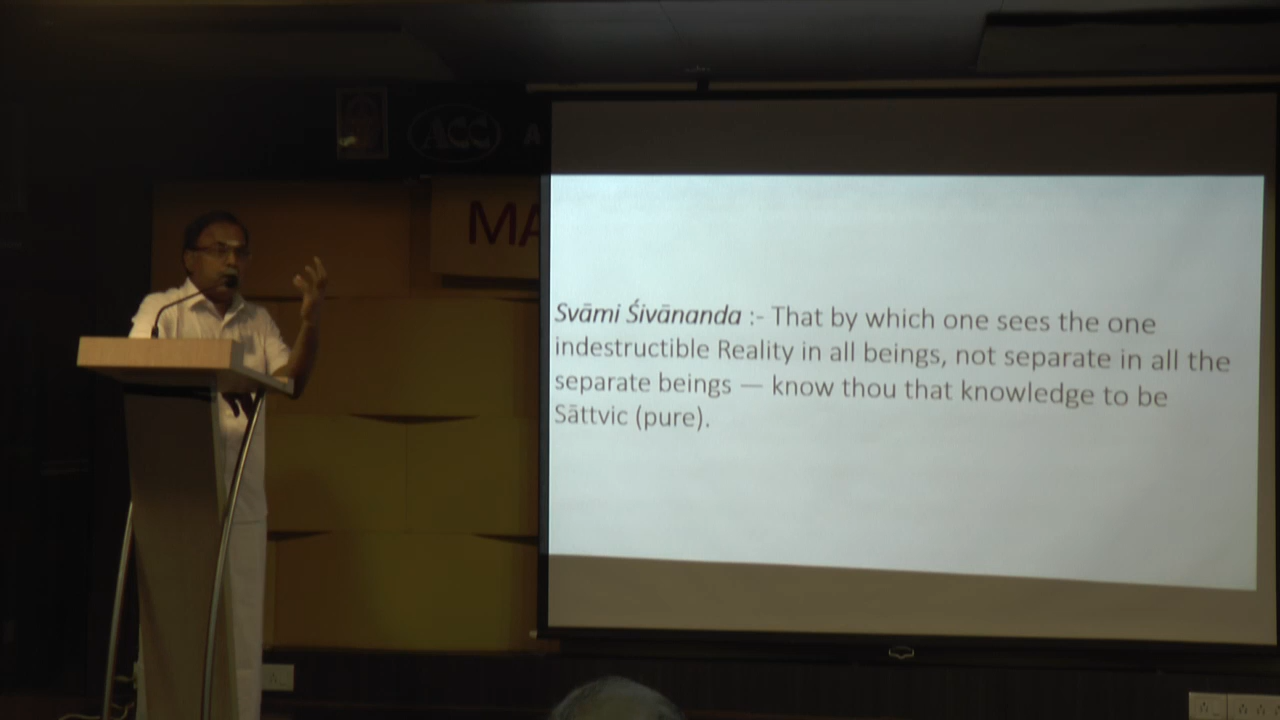 ACC A
MA
Svāmi Śivānanda :- That by which one sees the one
indestructible Reality in all beings, not separate in all the
separate beings — know thou that knowledge to be
Sāttvic (pure).